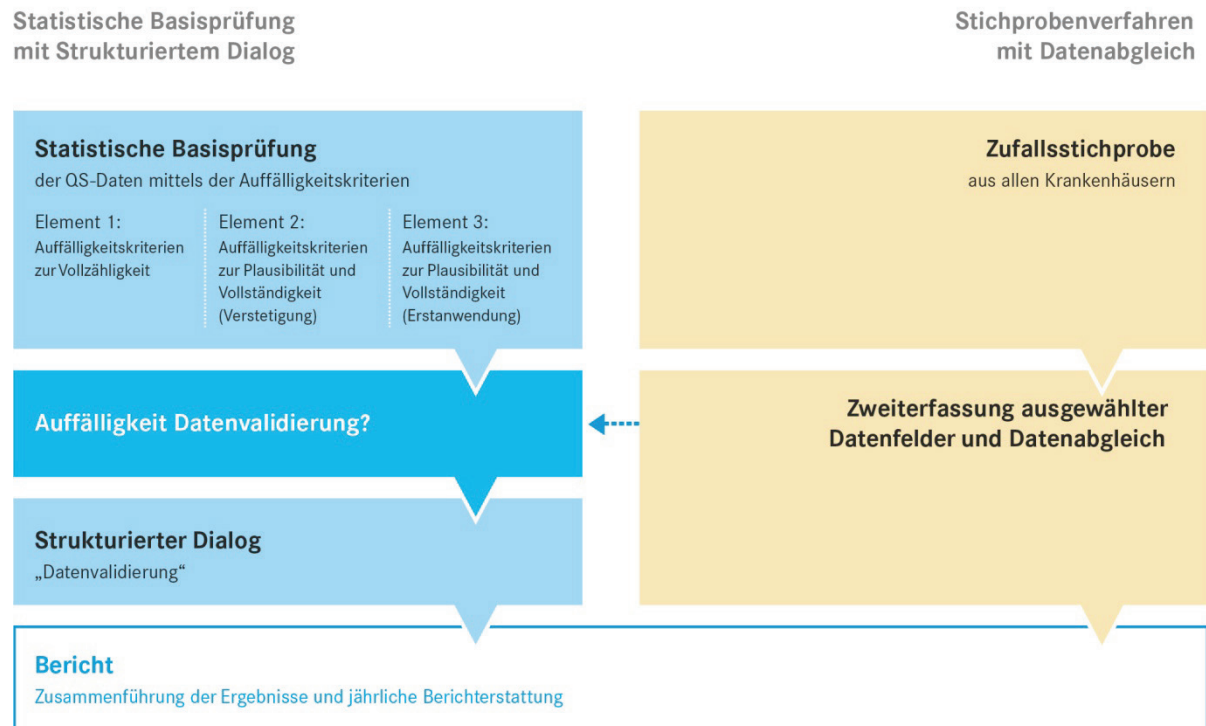 Statistische Basisprüfung
mit Strukturiertem Dialog
Stichprobenverfahren
mit Datenabgleich
Statistische Basisprüfung
der QS-Daten mittels der Auffälligkeitskriterien
Element 1:
Auffälligkeitskriterien
zur Vollzähligkeit
Element 2:
Auffälligkeitskriterien
zur Plausibilität und
Vollständigkeit
(Verstetigung)
Element 3:
Auffälligkeitskriterien
zur Plausibilität und
Vollständigkeit
(Erstanwendung)
Zufallsstichprobe
aus allen Krankenhäusern
Auffälligkeit Datenvalidierung?
Zweiterfassung ausgewählter
Datenfelder und Datenabgleich
Strukturierter Dialog
„Datenvalidierung“
Bericht
Zusammenführung der Ergebnisse und jährliche Berichterstattung